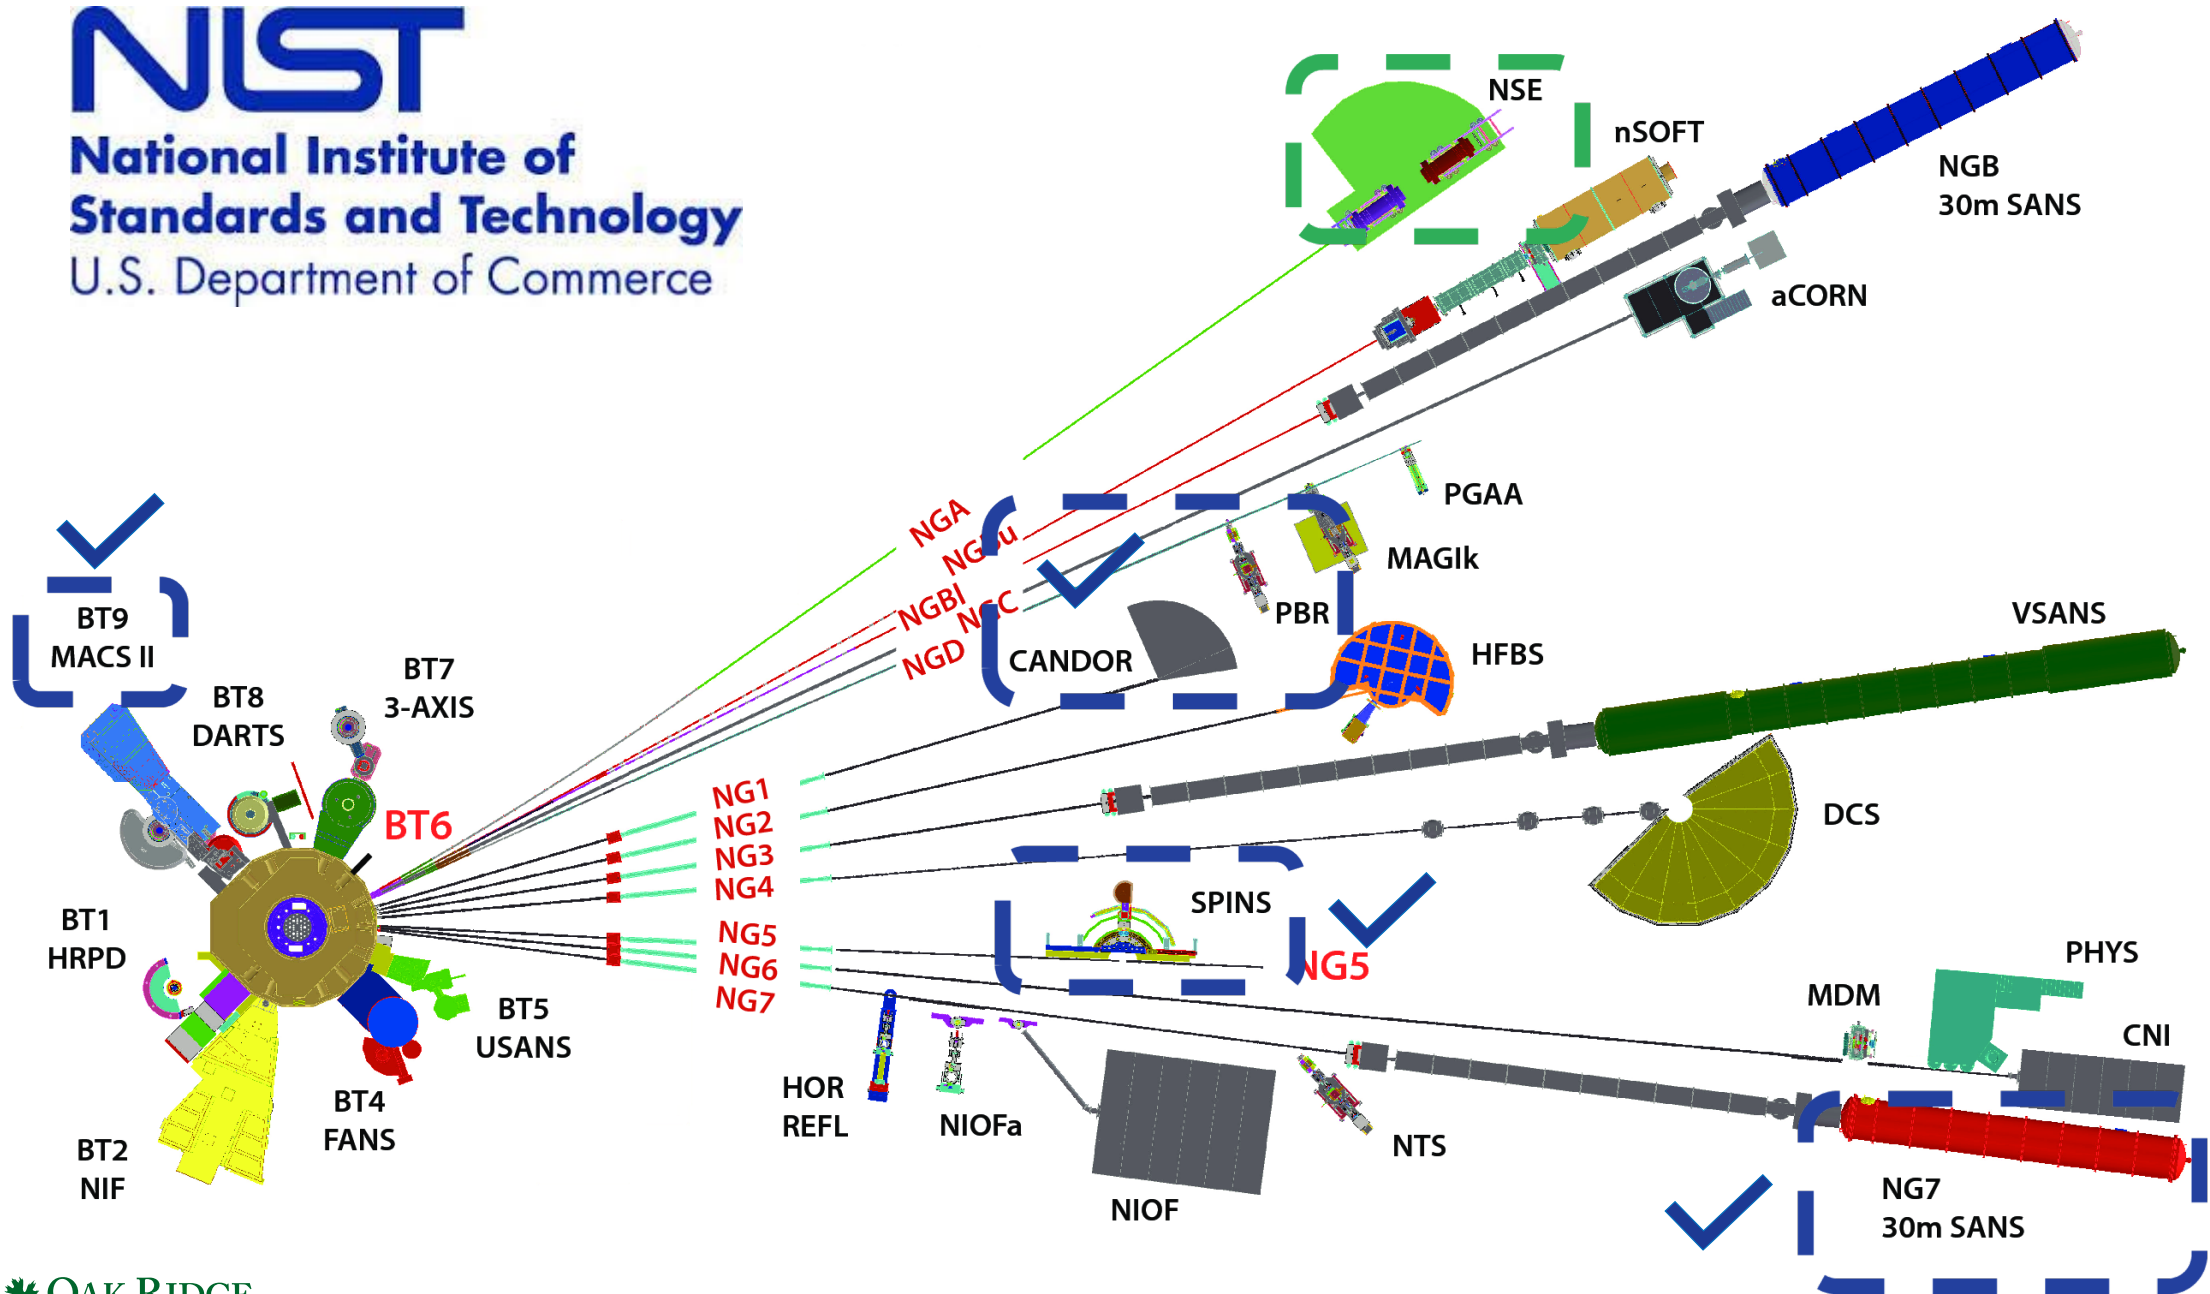 NIST
National Institute of
Standards and Technology
U.S. Department of Commerce
NSE
nSOFT
NGB
30m SANS
aCORN
PGAA
MAGIk
PBR
CANDOR
HFBS
VSANS
DCS
NGA
NGBl
NGC
NGD
BT9
MACS II
BT8
DARTS
BT7
3-AXIS
BT6
NG1
NG2
NG3
NG4
NG5
NG6
NG7
SPINS
NG5
BT1
HRPD
BT2
NIF
BT4
FANS
BT5
USANS
HOR
REFL
NIOFa
NIOF
NTS
MDM
PHYS
CNI
NG7
30m SANS
OAK RIDGE